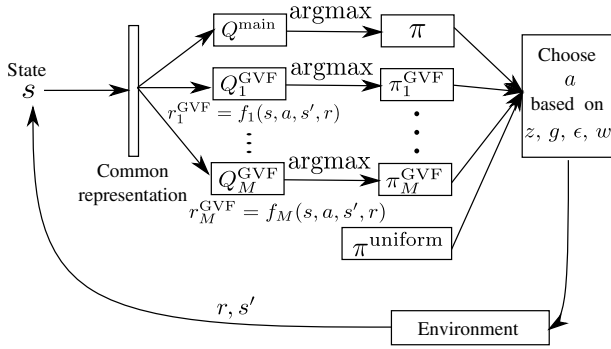 State
s
Common
representation
Q^main
argmax
π
Q_1^GVF
argmax
π_1^GVF
r_1^GVF = f_1(s, a, s′, r)
Q_M^GVF
argmax
π_M^GVF
r_M^GVF = f_M(s, a, s′, r)
π^uniform
Choose
a
based on
z, g, ϵ, w
r, s′
Environment